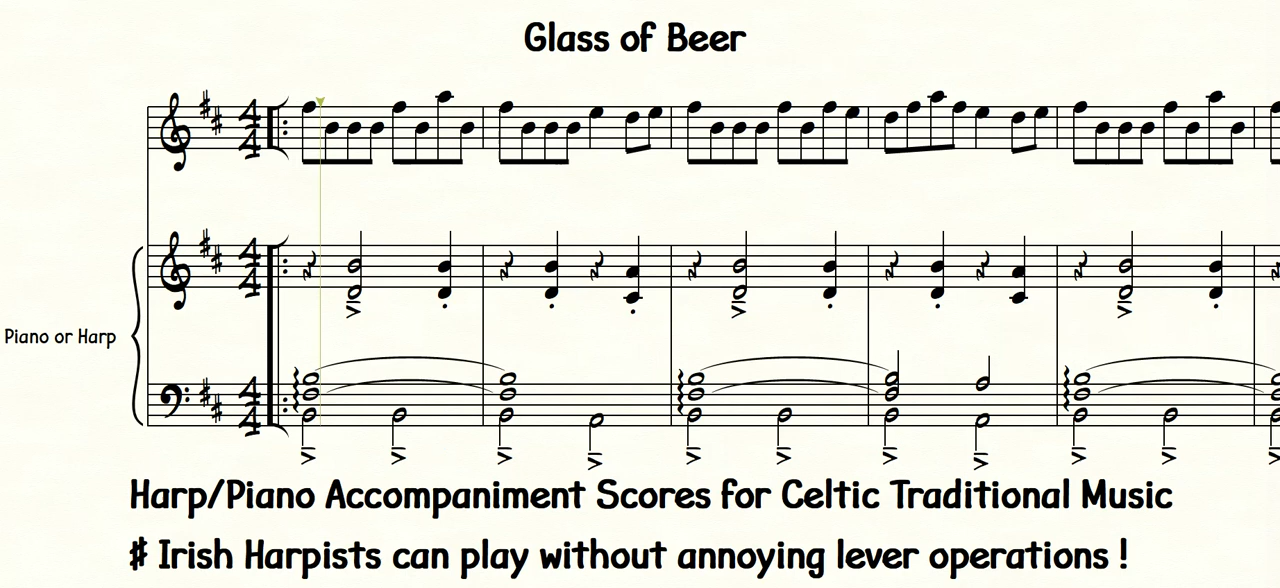 Glass of Beer
Piano or Harp
Harp/Piano Accompaniment Scores for Celtic Traditional Music
# Irish Harpists can play without annoying lever operations !